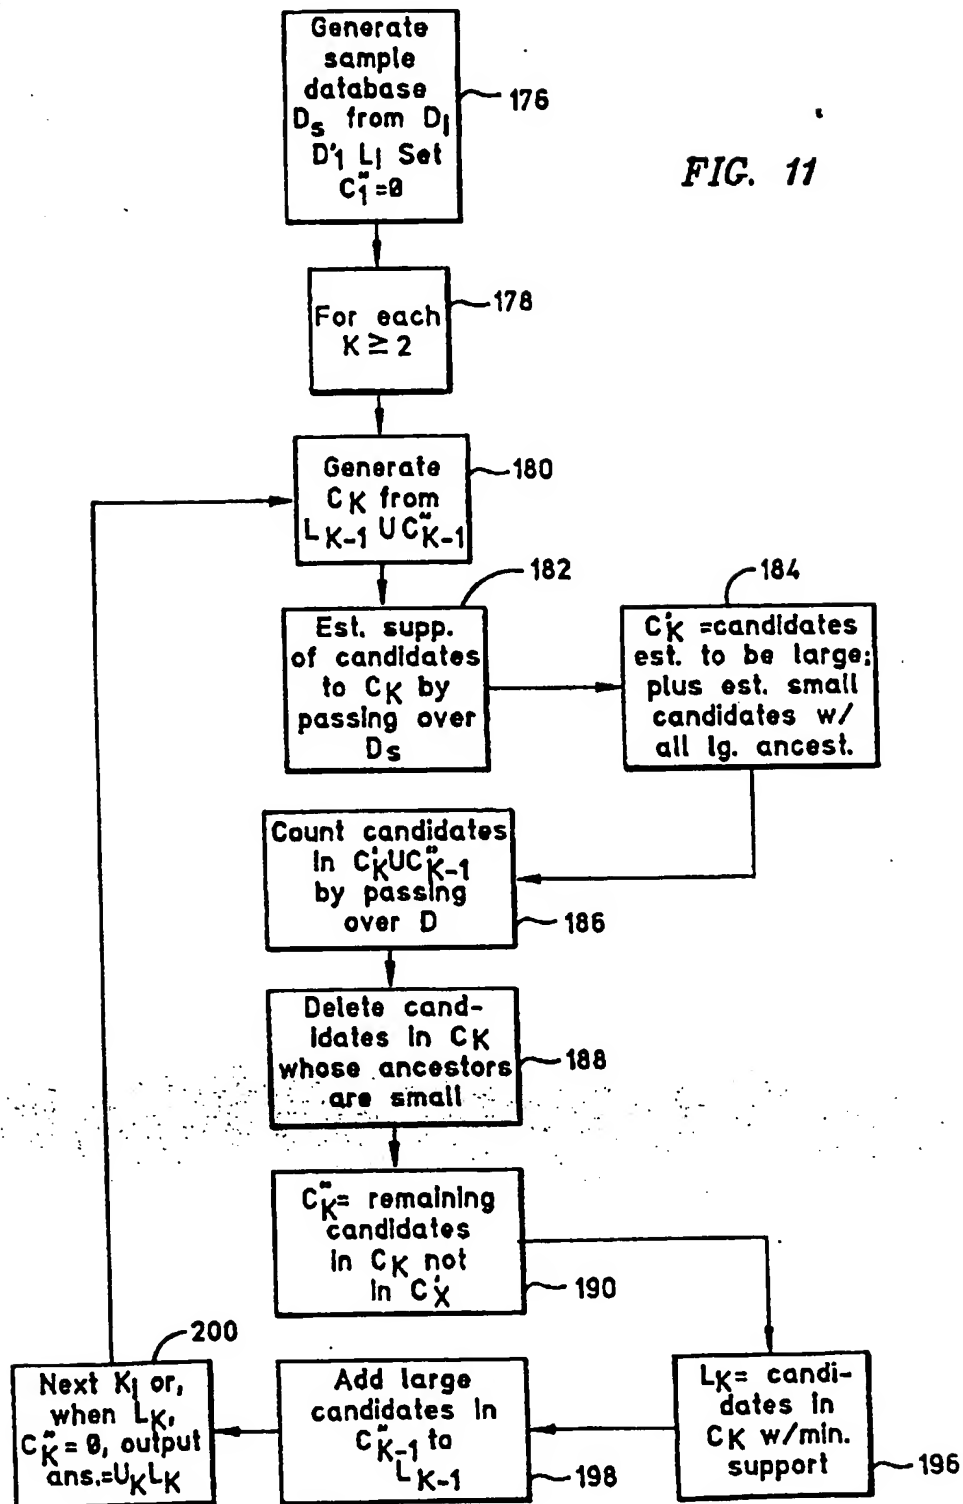 Generate
sample
database
Ds from D1
D'1 L1 Set
C"1=0
176
FIG. 11
For each
K ≥ 2
178
Generate
CK from
LK-1 UC"K-1
180
182
Est. supp.
of candidates
to CK by
passing over
Ds
184
C'K =candidates
est. to be large;
plus est. small
candidates w/
all lg. ancest.
Count candidates
in C'KUC"K-1
by passing
over D
186
Delete cand-
idates in CK
whose ancestors
are small
188
C"K= remaining
candidates
in CK not
in C'X
190
LK= candi-
dates in
CK w/min.
support
196
Add large
candidates in
C"K-1 to
LK-1
198
200
Next K; or,
when LK,
C"K = 0, output
ans.=UKLK